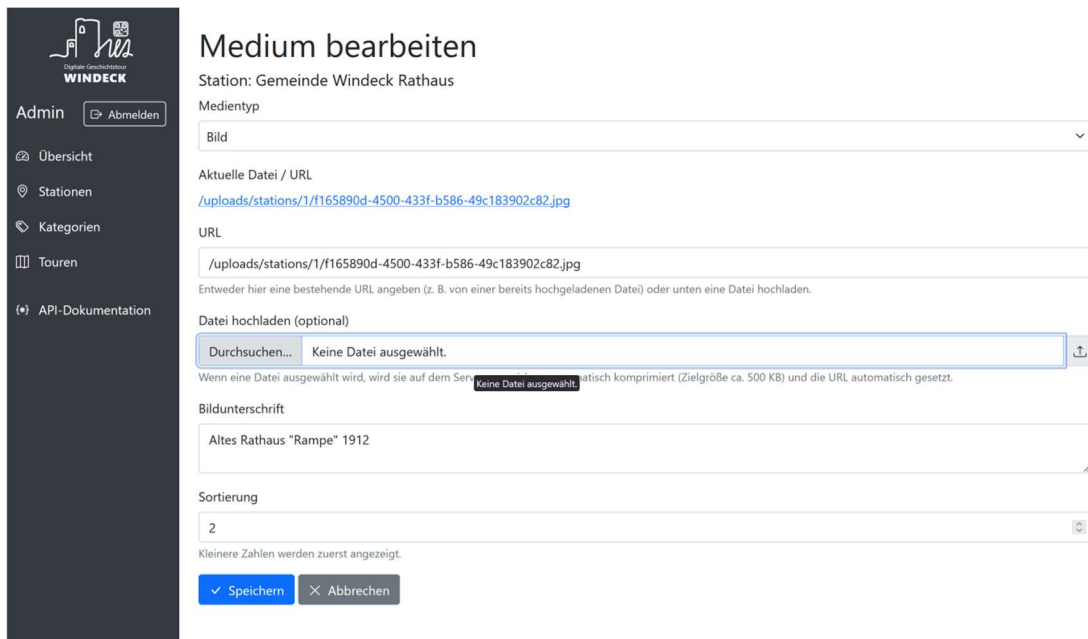 Digitale Geschichtstour
WINDECK
Admin
Abmelden
Übersicht
Stationen
Kategorien
Touren
API-Dokumentation
Medium bearbeiten
Station: Gemeinde Windeck Rathaus
Medientyp
Bild
Aktuelle Datei / URL
/uploads/stations/1/f165890d-4500-433f-b586-49c183902c82.jpg
URL
/uploads/stations/1/f165890d-4500-433f-b586-49c183902c82.jpg
Entweder hier eine bestehende URL angeben (z. B. von einer bereits hochgeladenen Datei) oder unten eine Datei hochladen.
Datei hochladen (optional)
Durchsuchen... Keine Datei ausgewählt.
Wenn eine Datei ausgewählt wird, wird sie auf dem komprimiert (Zielgröße ca. 500 KB) und die URL automatisch gesetzt.
Keine Datei ausgewählt.
Bildunterschrift
Altes Rathaus "Rampe" 1912
Sortierung
2
Kleinere Zahlen werden zuerst angezeigt.
Speichern Abbrechen